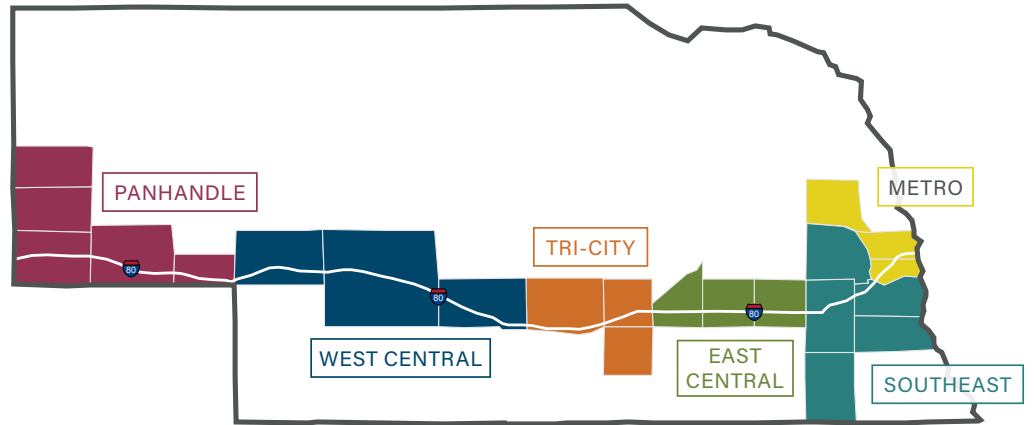 METRO
PANHANDLE
TRI-CITY
80
80
80
WEST CENTRAL
EAST
CENTRAL
SOUTHEAST